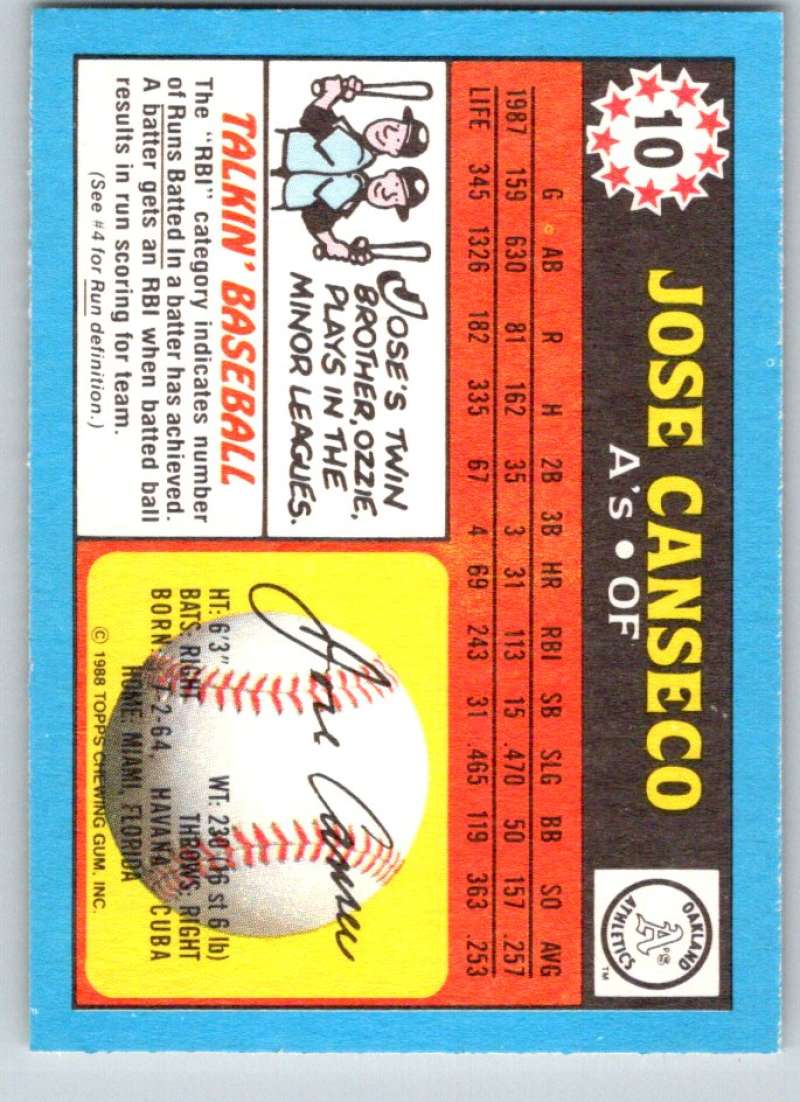 10
JOSE CANSECO
A's • OF
OAKLAND
A's
ATHLETICS
TM
G AB R H 2B 3B HR RBI SB SLG BB SO AVG
1987 159 630 81 162 35 3 31 113 15 .470 50 157 .257
LIFE 345 1326 182 335 67 4 69 243 31 .465 119 363 .253
JOSE'S TWIN
BROTHER, OZZIE,
PLAYS IN THE
MINOR LEAGUES.
TALKIN' BASEBALL
The "RBI" category indicates number
of Runs Batted In a batter has achieved.
A batter gets an RBI when batted ball
results in run scoring for team.
(See #4 for Run definition.)
Jose Canseco
HT: 6'3" WT: 230 (16 st 6 lb)
BATS: RIGHT THROWS: RIGHT
BORN: 7-2-64, HAVANA, CUBA
HOME: MIAMI, FLORIDA
© 1988 TOPPS CHEWING GUM, INC.